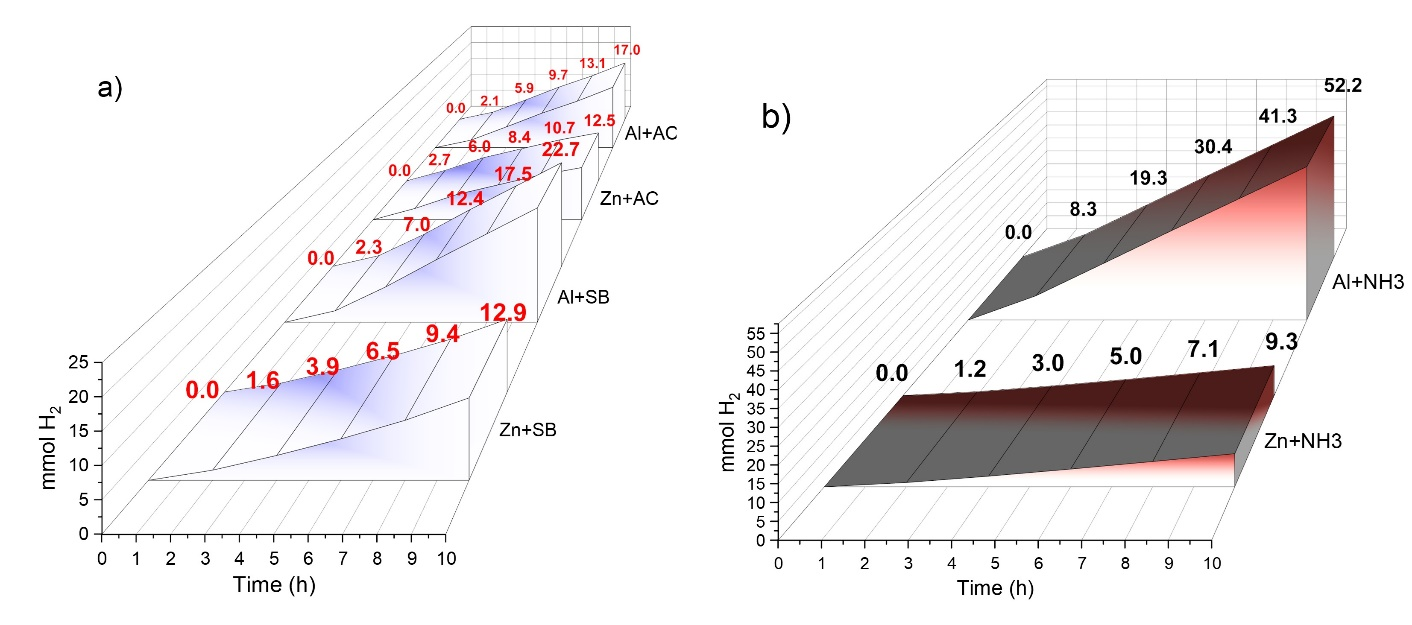 a)
0.0 2.1 5.9 9.7 13.1 17.0
Al+AC
0.0 2.7 6.0 8.4 10.7 12.5
Zn+AC
0.0 2.3 7.0 12.4 17.5 22.7
Al+SB
0.0 1.6 3.9 6.5 9.4 12.9
Zn+SB
mmol H2
25
20
15
10
5
0
0 1 2 3 4 5 6 7 8 9 10
Time (h)
b)
0.0 8.3 19.3 30.4 41.3 52.2
Al+NH3
0.0 1.2 3.0 5.0 7.1 9.3
Zn+NH3
mmol H2
55
50
45
40
35
30
25
20
15
10
5
0
0 1 2 3 4 5 6 7 8 9 10
Time (h)